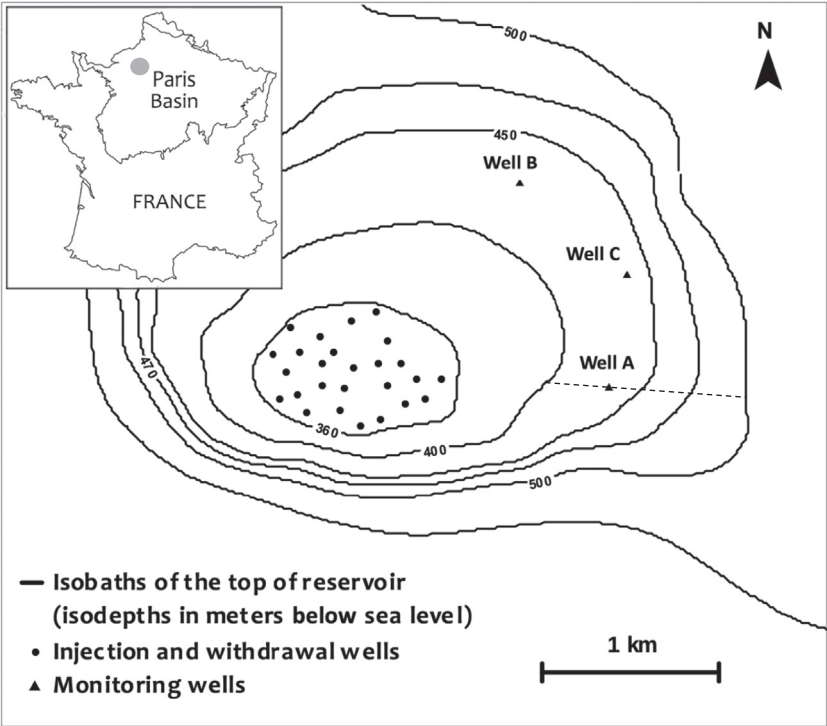 500
N
Paris
Basin
450
Well B
FRANCE
Well C
470
Well A
360
400
500
Isobaths of the top of reservoir
(isodepths in meters below sea level)
Injection and withdrawal wells
1 km
Monitoring wells